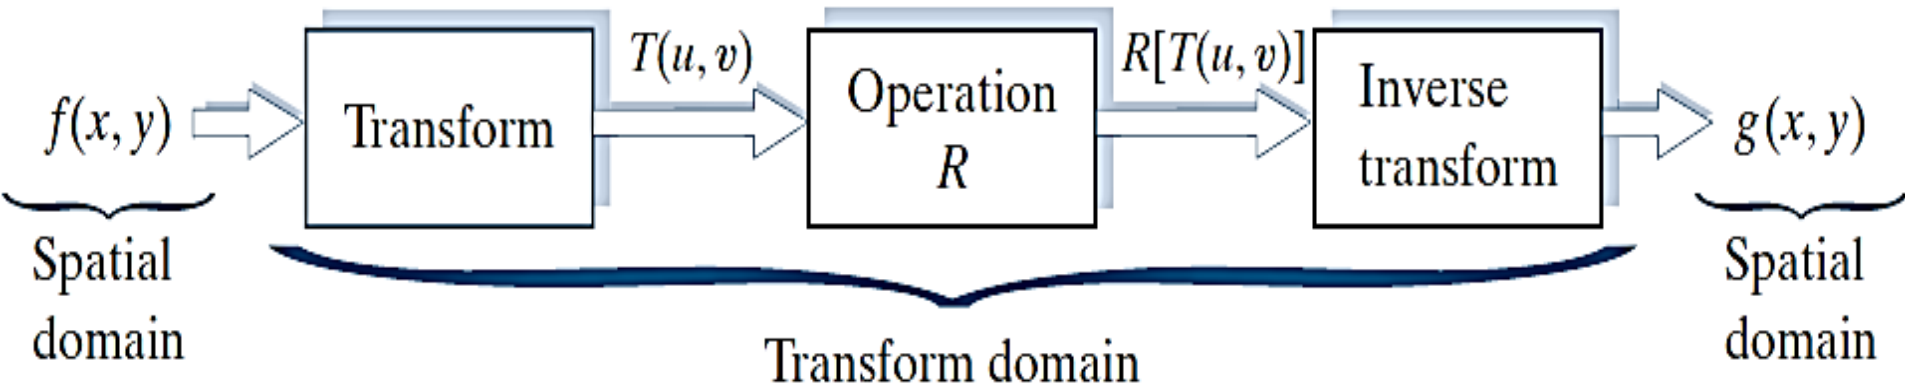 f(x, y)
Transform
T(u, v)
Operation
R
R[T(u, v)]
Inverse
transform
g(x, y)
Spatial
domain
Transform domain
Spatial
domain